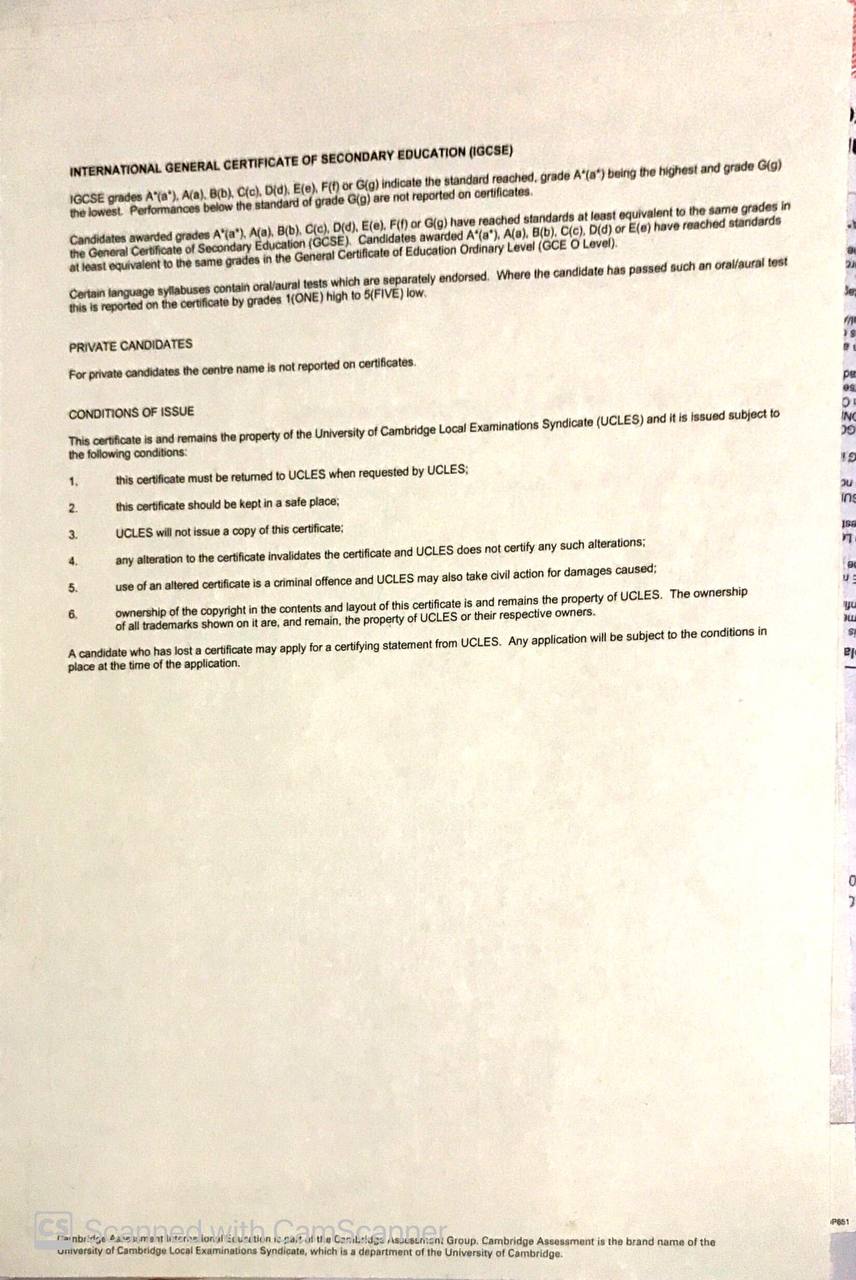 INTERNATIONAL GENERAL CERTIFICATE OF SECONDARY EDUCATION (IGCSE)
IGCSE grades A*(a*), A(a), B(b), C(c), D(d), E(e), F(f) or G(g) indicate the standard reached, grade A*(a*) being the highest and grade G(g)
the lowest. Performances below the standard of grade G(g) are not reported on certificates.
Candidates awarded grades A*(a*), A(a), B(b), C(c), D(d), E(e), F(f) or G(g) have reached standards at least equivalent to the same grades in
the General Certificate of Secondary Education (GCSE). Candidates awarded A*(a*), A(a), B(b), C(c), D(d) or E(e) have reached standards
at least equivalent to the same grades in the General Certificate of Education Ordinary Level (GCE O Level).
Certain language syllabuses contain oral/aural tests which are separately endorsed. Where the candidate has passed such an oral/aural test
this is reported on the certificate by grades 1(ONE) high to 5(FIVE) low.
PRIVATE CANDIDATES
For private candidates the centre name is not reported on certificates.
CONDITIONS OF ISSUE
This certificate is and remains the property of the University of Cambridge Local Examinations Syndicate (UCLES) and it is issued subject to
the following conditions:
1. this certificate must be returned to UCLES when requested by UCLES;
2. this certificate should be kept in a safe place;
3. UCLES will not issue a copy of this certificate;
4. any alteration to the certificate invalidates the certificate and UCLES does not certify any such alterations;
5. use of an altered certificate is a criminal offence and UCLES may also take civil action for damages caused;
6. ownership of the copyright in the contents and layout of this certificate is and remains the property of UCLES. The ownership
of all trademarks shown on it are, and remain, the property of UCLES or their respective owners.
A candidate who has lost a certificate may apply for a certifying statement from UCLES. Any application will be subject to the conditions in
place at the time of the application.
CS Scanned with CamScanner
Cambridge Assessment International Education is part of the Cambridge Assessment Group. Cambridge Assessment is the brand name of the
University of Cambridge Local Examinations Syndicate, which is a department of the University of Cambridge.